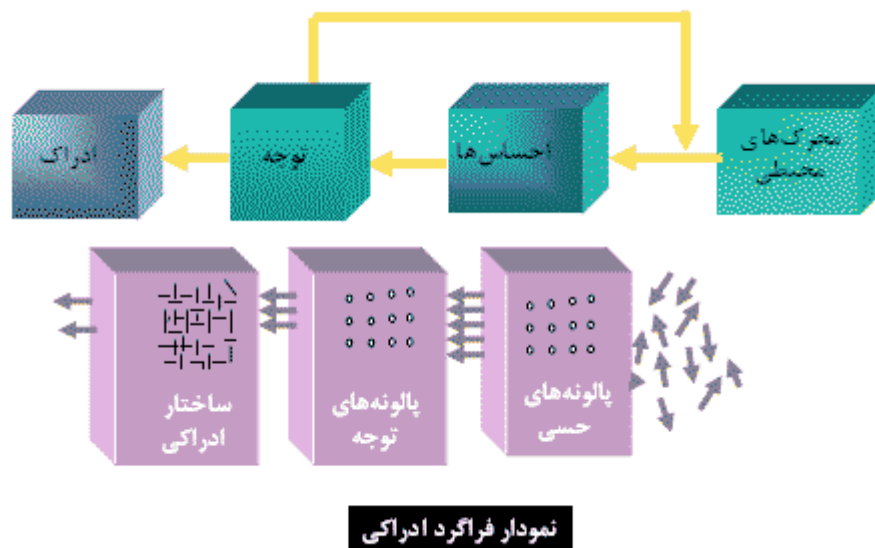 محرک‌های
محیطی
احساس‌ها
توجه
ادراک
پالونه‌های
حسی
پالونه‌های
توجه
ساختار
ادراکی
نمودار فراگرد ادراکی